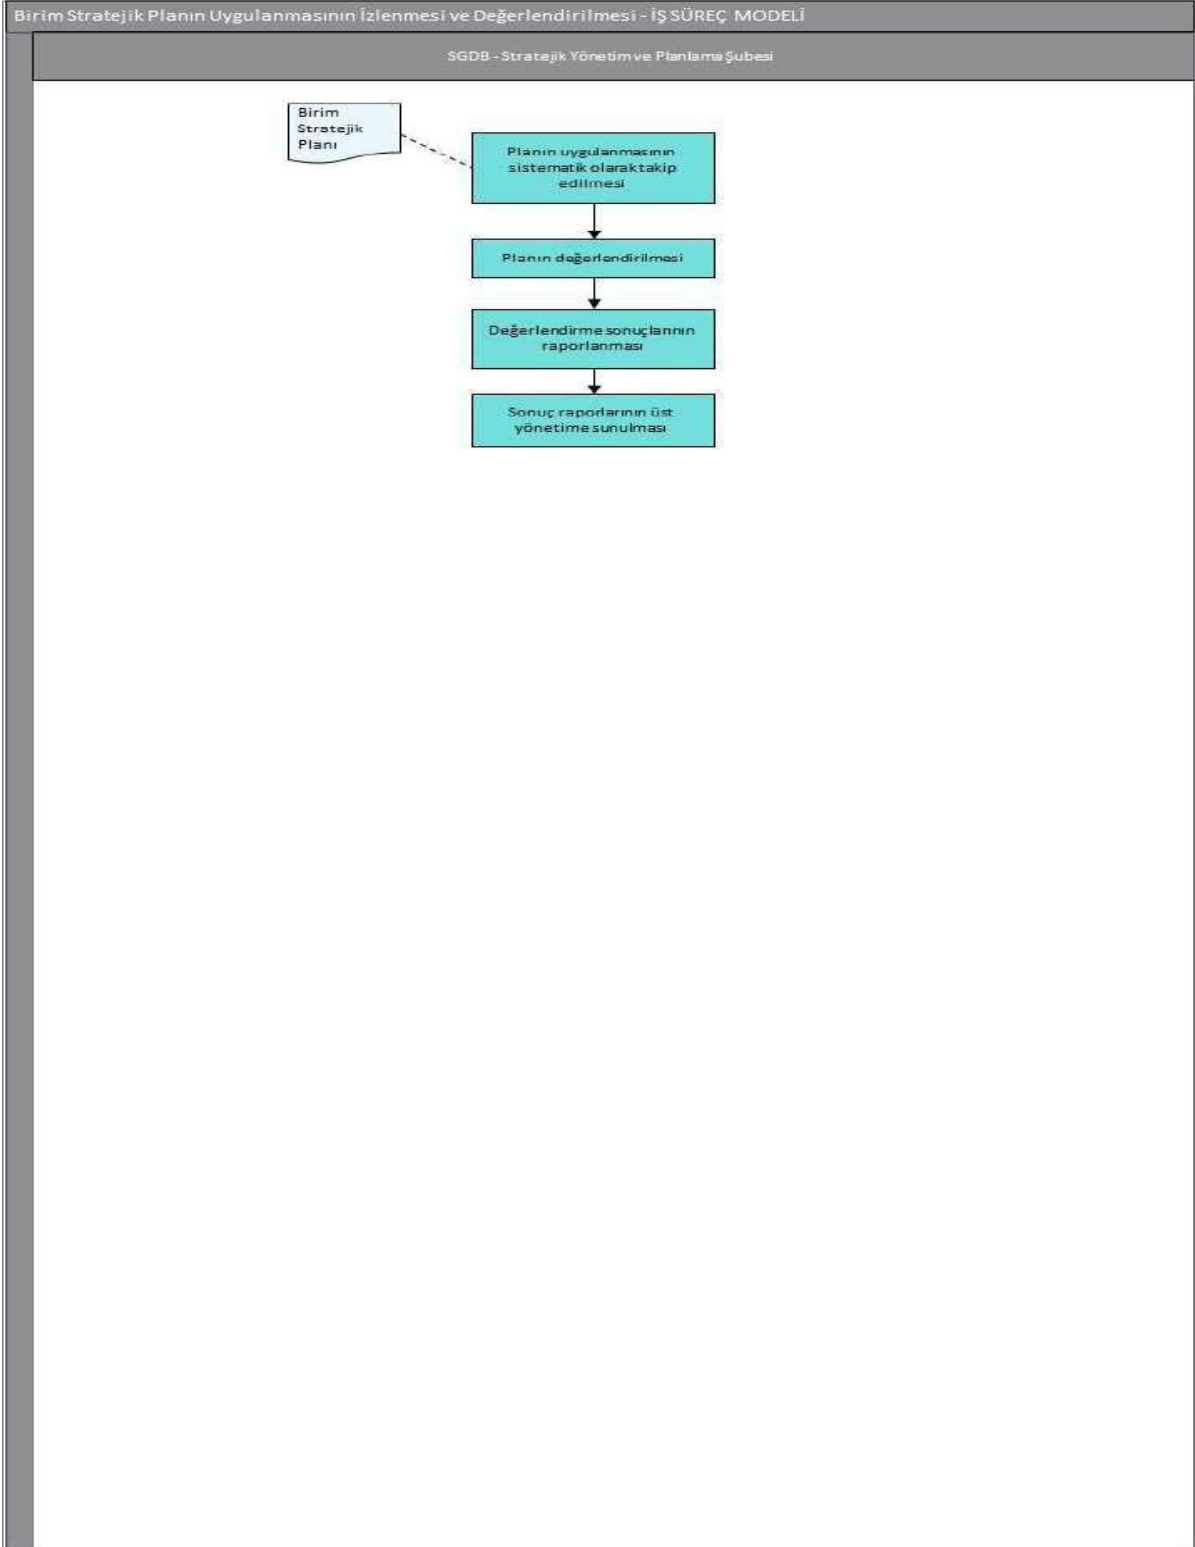 Birim Stratejik Planın Uygulanmasının İzlenmesi ve Değerlendirilmesi - İŞ SÜREÇ MODELİ
SGDB - Stratejik Yönetim ve Planlama Şubesi
Birim
Stratejik
Planı
Planın uygulanmasının
sistematik olarak takip
edilmesi
Planın değerlendirilmesi
Değerlendirme sonuçlarının
raporlanması
Sonuç raporlarının üst
yönetime sunulması